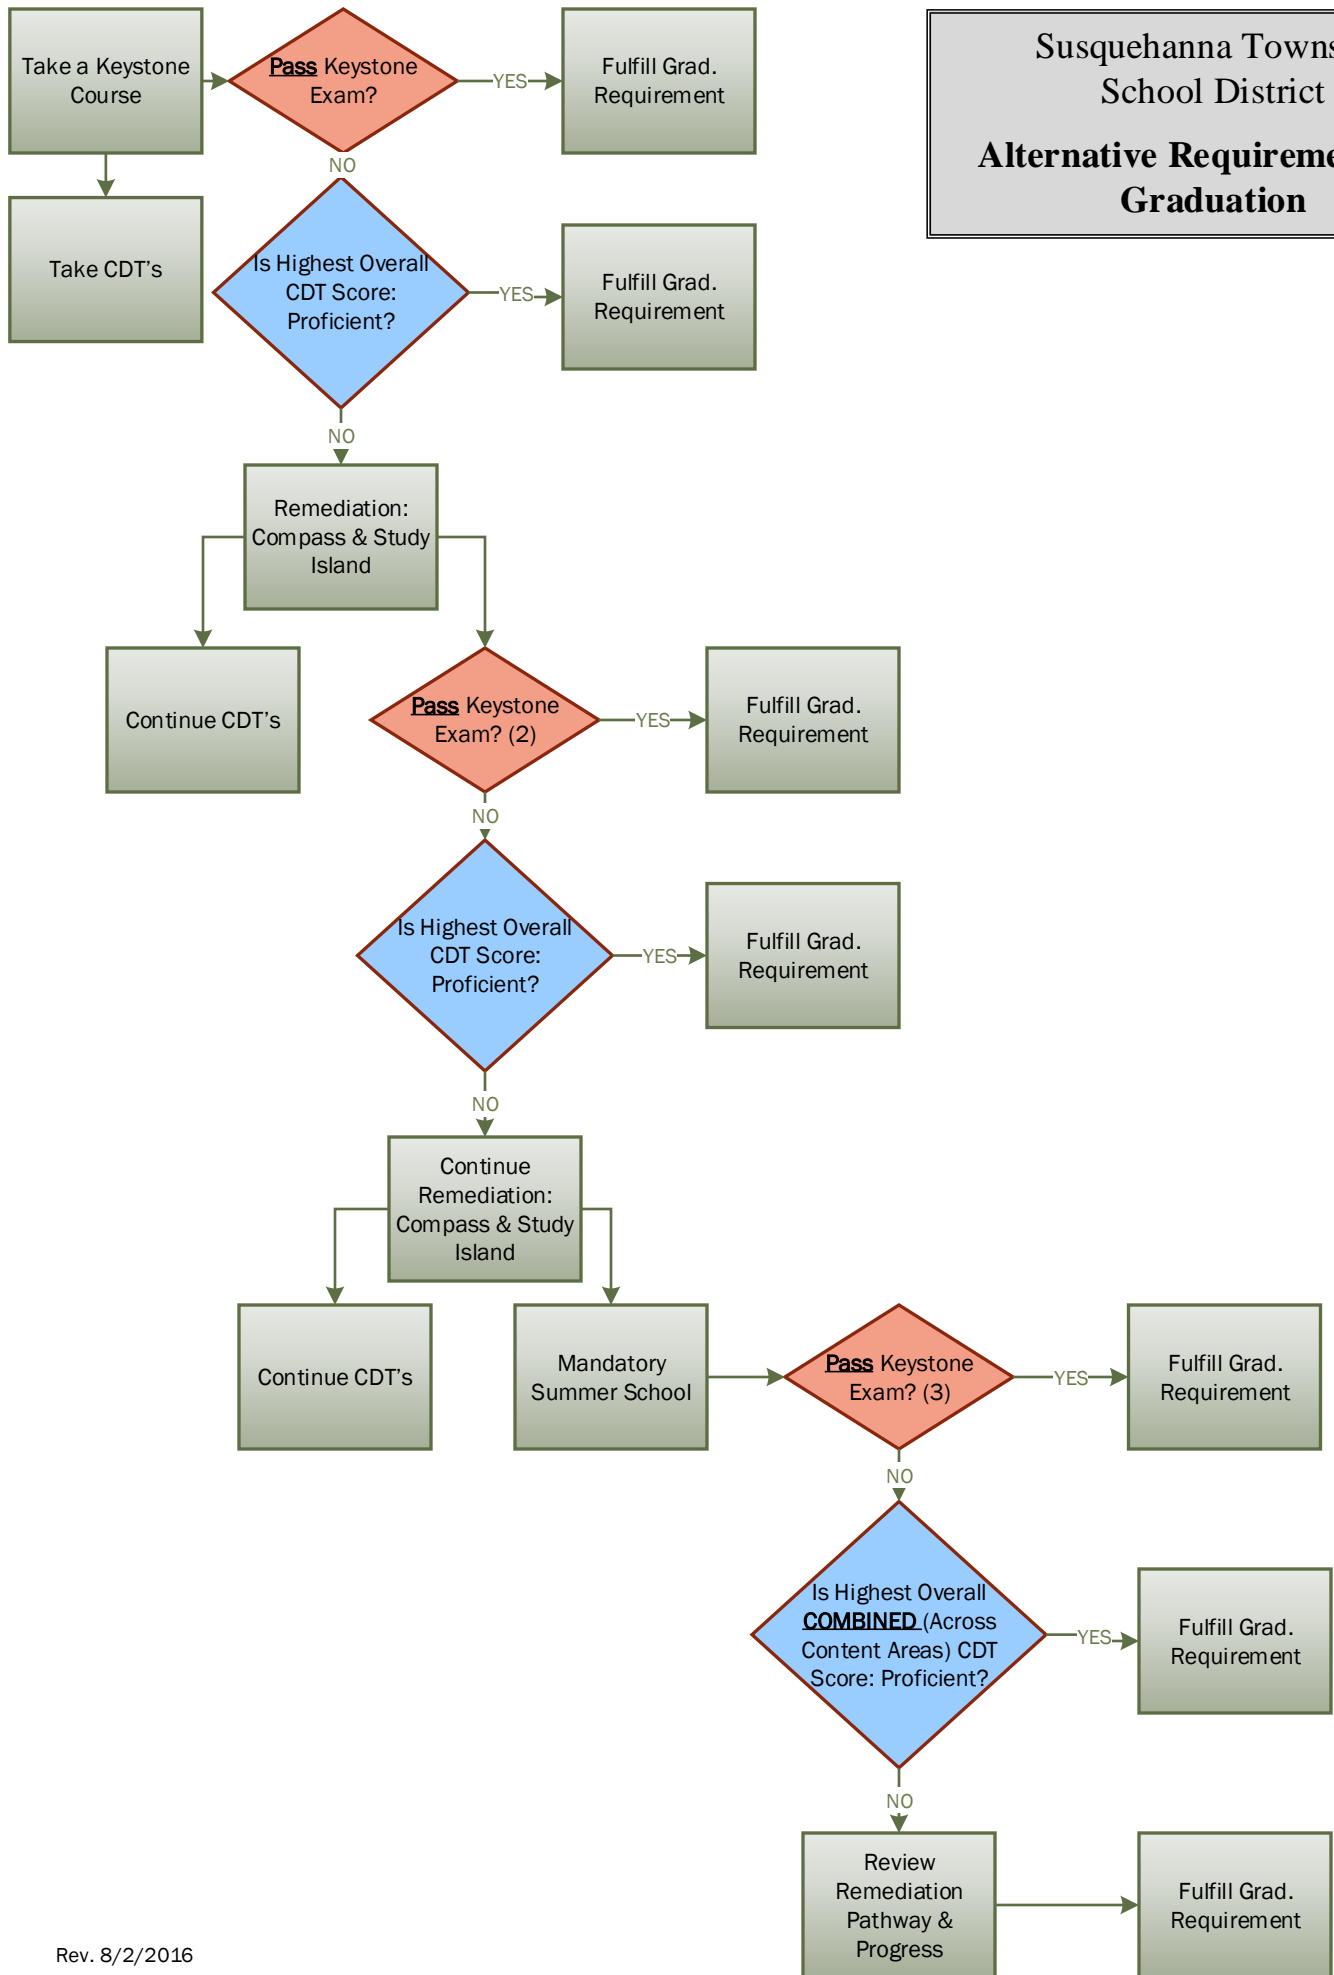 Take a Keystone
Course
Pass Keystone
Exam?
YES
Fulfill Grad.
Requirement
Susquehanna Towns
School District
Alternative Requireme
Graduation
NO
Take CDT's
Is Highest Overall
CDT Score:
Proficient?
YES
Fulfill Grad.
Requirement
NO
Remediation:
Compass & Study
Island
Continue CDT's
Pass Keystone
Exam? (2)
YES
Fulfill Grad.
Requirement
NO
Is Highest Overall
CDT Score:
Proficient?
YES
Fulfill Grad.
Requirement
NO
Continue
Remediation:
Compass & Study
Island
Continue CDT's
Mandatory
Summer School
Pass Keystone
Exam? (3)
YES
Fulfill Grad.
Requirement
NO
Is Highest Overall
COMBINED (Across
Content Areas) CDT
Score: Proficient?
YES
Fulfill Grad.
Requirement
NO
Review
Remediation
Pathway &
Progress
Fulfill Grad.
Requirement
Rev. 8/2/2016